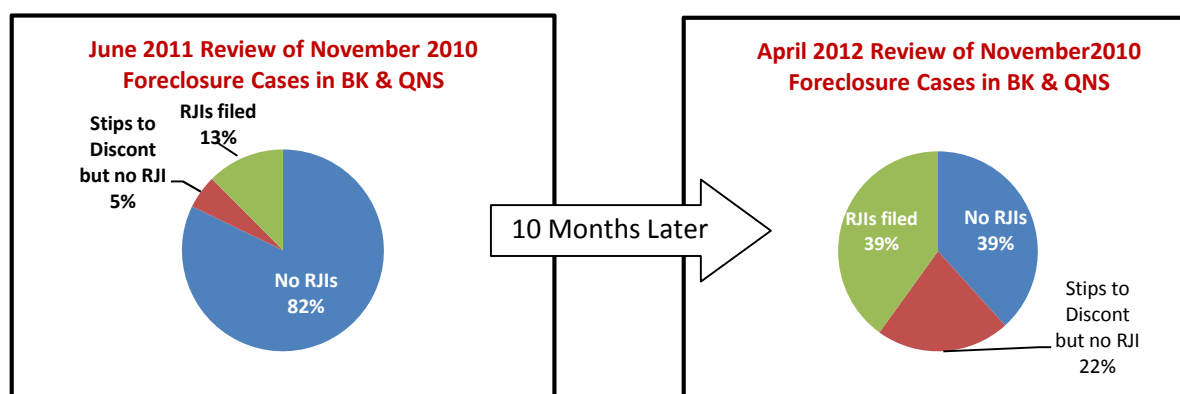 June 2011 Review of November 2010
Foreclosure Cases in BK & QNS
RJIs filed
13%
Stips to
Discont
but no RJI
5%
No RJIs
82%
10 Months Later
April 2012 Review of November2010
Foreclosure Cases in BK & QNS
RJIs filed
39%
No RJIs
39%
Stips to
Discont
but no RJI
22%